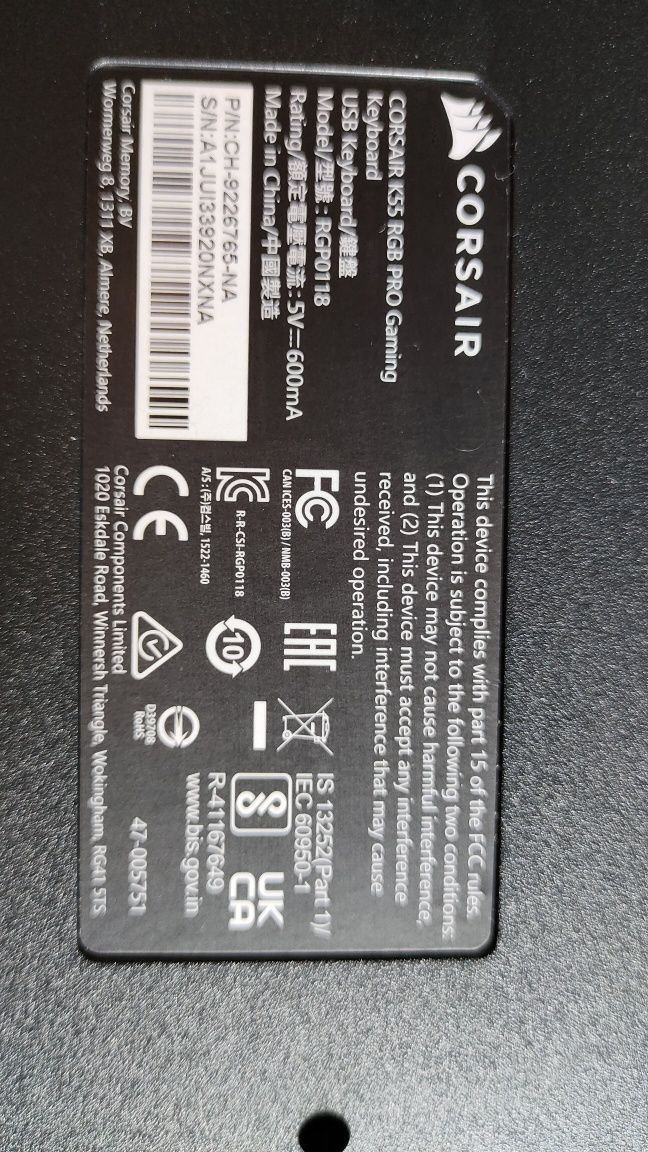 CORSAIR
CORSAIR K55 RGB PRO Gaming
Keyboard
USB Keyboard/鍵盤
Model/型號 : RGP0118
Rating/額定電壓電流 : 5V⎓600mA
Made in China/中國製造
P/N:CH-9226765-NA
S/N:A1JUI33920NXNA
Corsair Memory, BV
Wormerweg 8, 1311 XB, Almere, Netherlands
This device complies with part 15 of the FCC rules.
Operation is subject to the following two conditions:
(1) This device may not cause harmful interference,
and (2) This device must accept any interference
received, including interference that may cause
undesired operation.
FC
CAN ICES-003(B) / NMB-003(B)
EAC
IS 13252(Part 1)/
IEC 60950-1
R-41167649
www.bis.gov.in
UK
CA
R-R-CSI-RGP0118
A/S : (주)컴스빌, 1522-1460
10
CE
D39708
RoHS
47-005751
Corsair Components Limited
1020 Eskdale Road, Winnersh Triangle, Wokingham, RG41 5TS